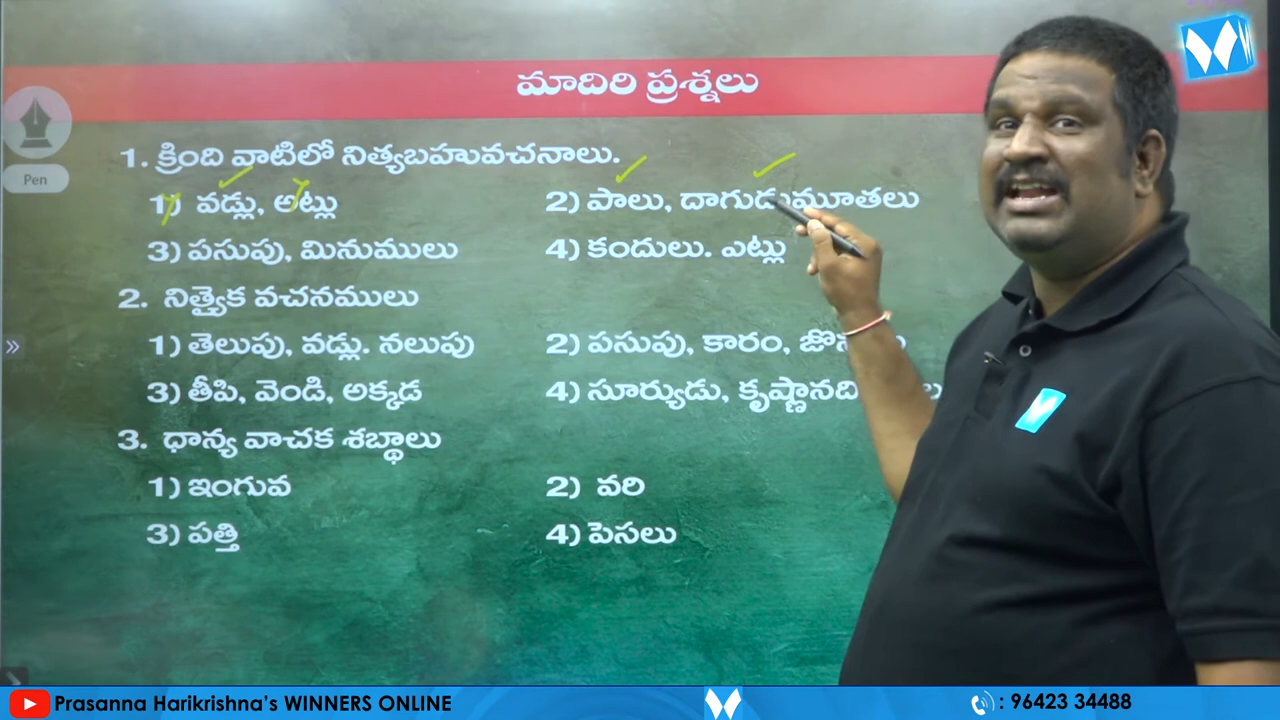 మాదిరి ప్రశ్నలు
Pen
1. క్రింది వాటిలో నిత్యబహువచనాలు.
1) వడ్లు, అట్లు 2) పాలు, దాగుడుమూతలు
3) పసుపు, మినుములు 4) కందులు. ఎట్లు
2. నిత్యైక వచనములు
1) తెలుపు, వడ్లు. నలుపు 2) పసుపు, కారం,
3) తీపి, వెండి, అక్కడ 4) సూర్యుడు, కృష్ణానది
3. ధాన్య వాచక శబ్థాలు
1) ఇంగువ 2) వరి
3) పత్తి 4) పెసలు
Prasanna Harikrishna's WINNERS ONLINE : 96423 34488